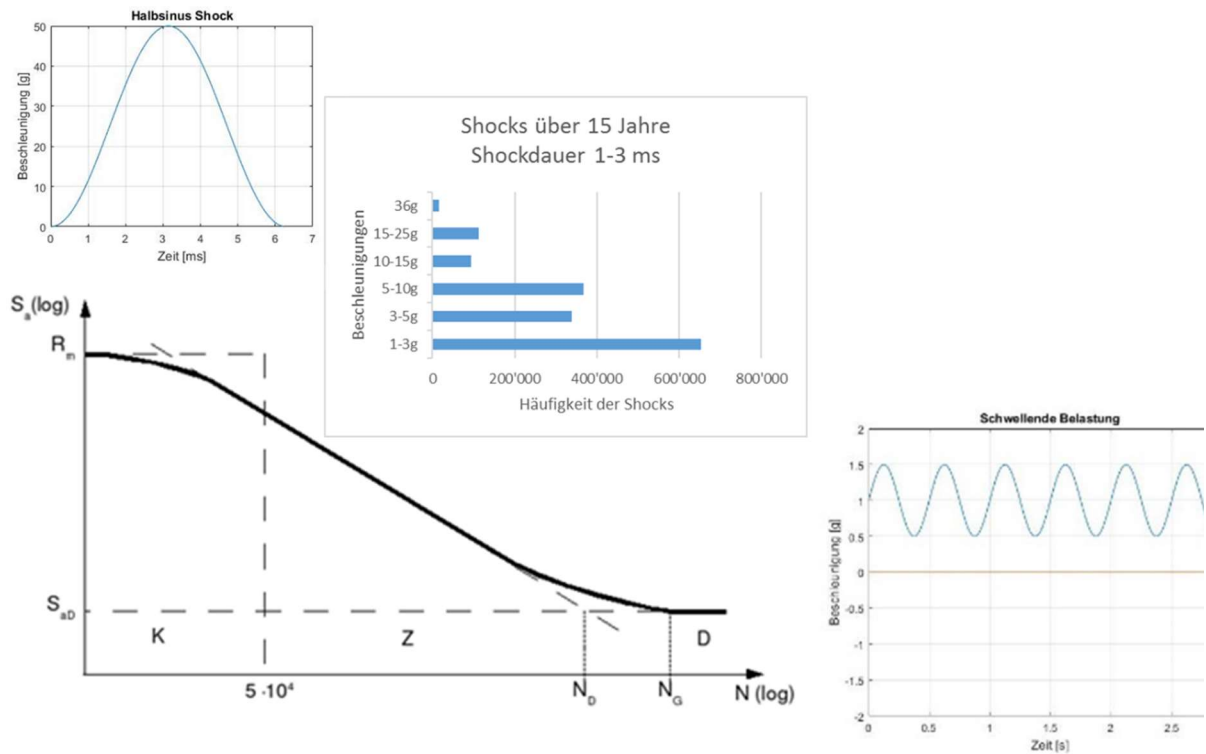 Halbsinus Shock
50
40
30
20
10
0
Beschleunigung [g]
0 1 2 3 4 5 6 7
Zeit [ms]
Shocks über 15 Jahre
Shockdauer 1-3 ms
Beschleunigungen
36g
15-25g
10-15g
5-10g
3-5g
1-3g
0 200'000 400'000 600'000 800'000
Häufigkeit der Shocks
Sa (log)
Rm
SaD
K Z D
5 ·10⁴ ND NG N (log)
Schwellende Belastung
2
1.5
1
0.5
0
-0.5
-1
-1.5
-2
Beschleunigung [g]
0 0.5 1 1.5 2 2.5
Zeit [s]